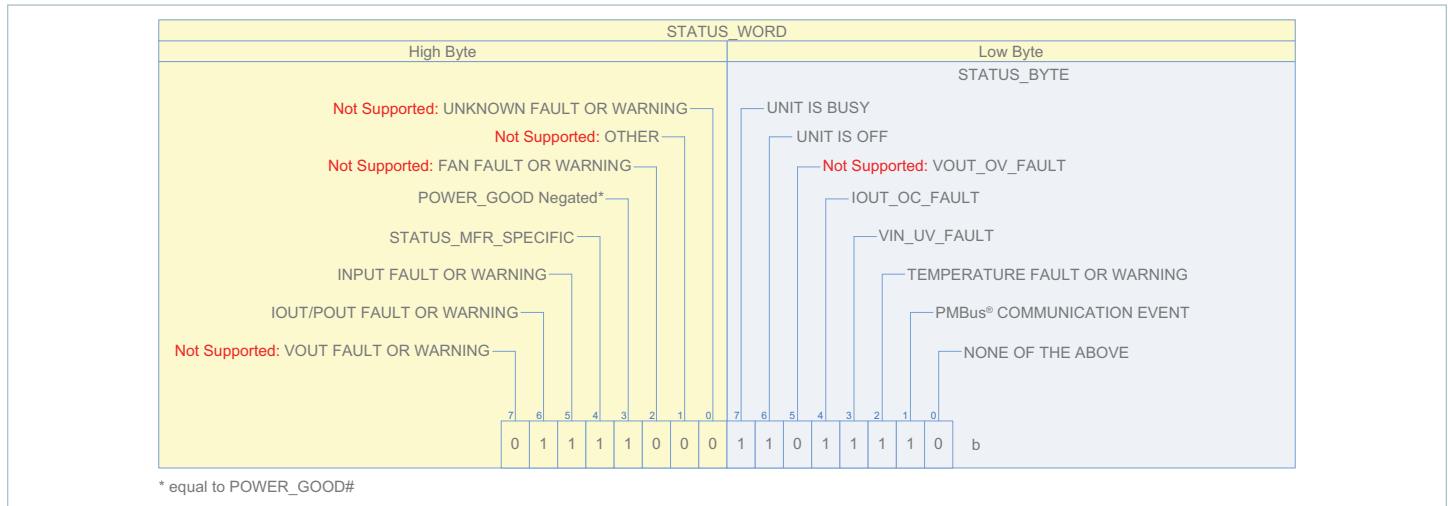 STATUS_WORD
High Byte Low Byte
STATUS_BYTE
Not Supported: UNKNOWN FAULT OR WARNING UNIT IS BUSY
Not Supported: OTHER UNIT IS OFF
Not Supported: FAN FAULT OR WARNING Not Supported: VOUT_OV_FAULT
POWER_GOOD Negated* IOUT_OC_FAULT
STATUS_MFR_SPECIFIC VIN_UV_FAULT
INPUT FAULT OR WARNING TEMPERATURE FAULT OR WARNING
IOUT/POUT FAULT OR WARNING PMBus® COMMUNICATION EVENT
Not Supported: VOUT FAULT OR WARNING NONE OF THE ABOVE
7 6 5 4 3 2 1 0 7 6 5 4 3 2 1 0
0 1 1 1 1 0 0 0 1 1 0 1 1 1 1 0 b
* equal to POWER_GOOD#